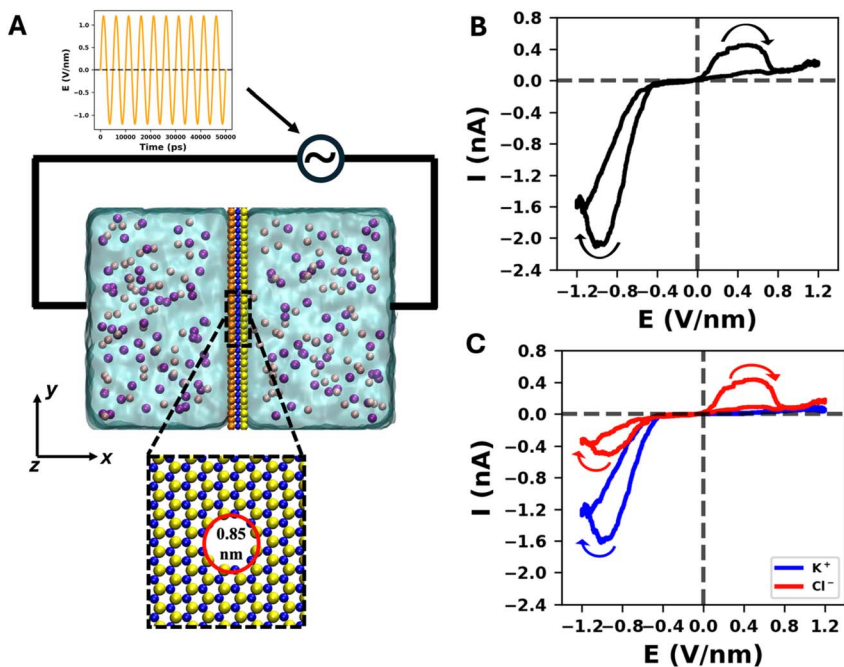 A
E (V/nm)
1.0
0.5
0.0
−0.5
−1.0
0 10000 20000 30000 40000 50000
Time (ps)
~
y
z x
0.85
nm
B
I (nA)
0.8
0.4
0.0
−0.4
−0.8
−1.2
−1.6
−2.0
−2.4
−1.2 −0.8 −0.4 0.0 0.4 0.8 1.2
E (V/nm)
C
I (nA)
0.8
0.4
0.0
−0.4
−0.8
−1.2
−1.6
−2.0
−2.4
K⁺
Cl⁻
−1.2 −0.8 −0.4 0.0 0.4 0.8 1.2
E (V/nm)